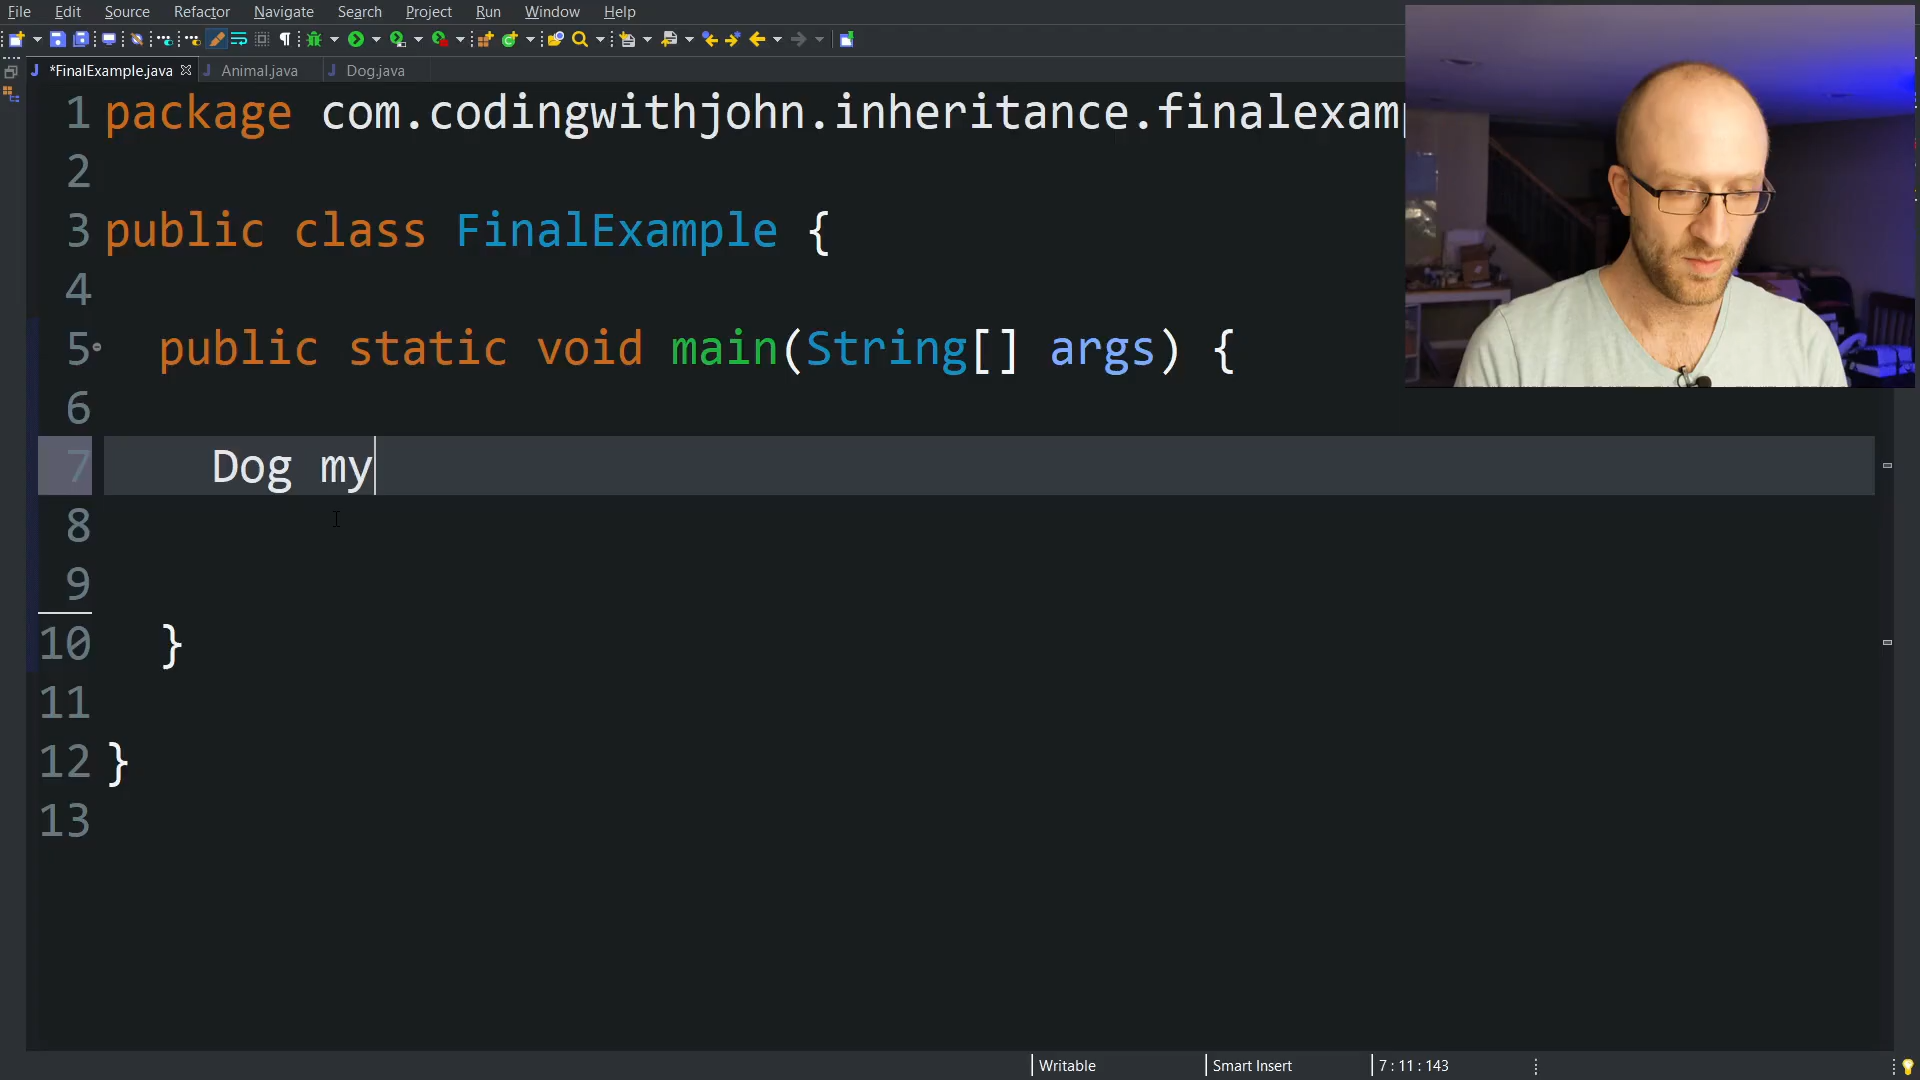 File Edit Source Refactor Navigate Search Project Run Window Help
*FinalExample.java Animal.java Dog.java
1 package com.codingwithjohn.inheritance.finalexamp
2
3 public class FinalExample {
4
5 public static void main(String[] args) {
6
7 Dog my
8
9
10 }
11
12 }
13
Writable Smart Insert 7 : 11 : 143